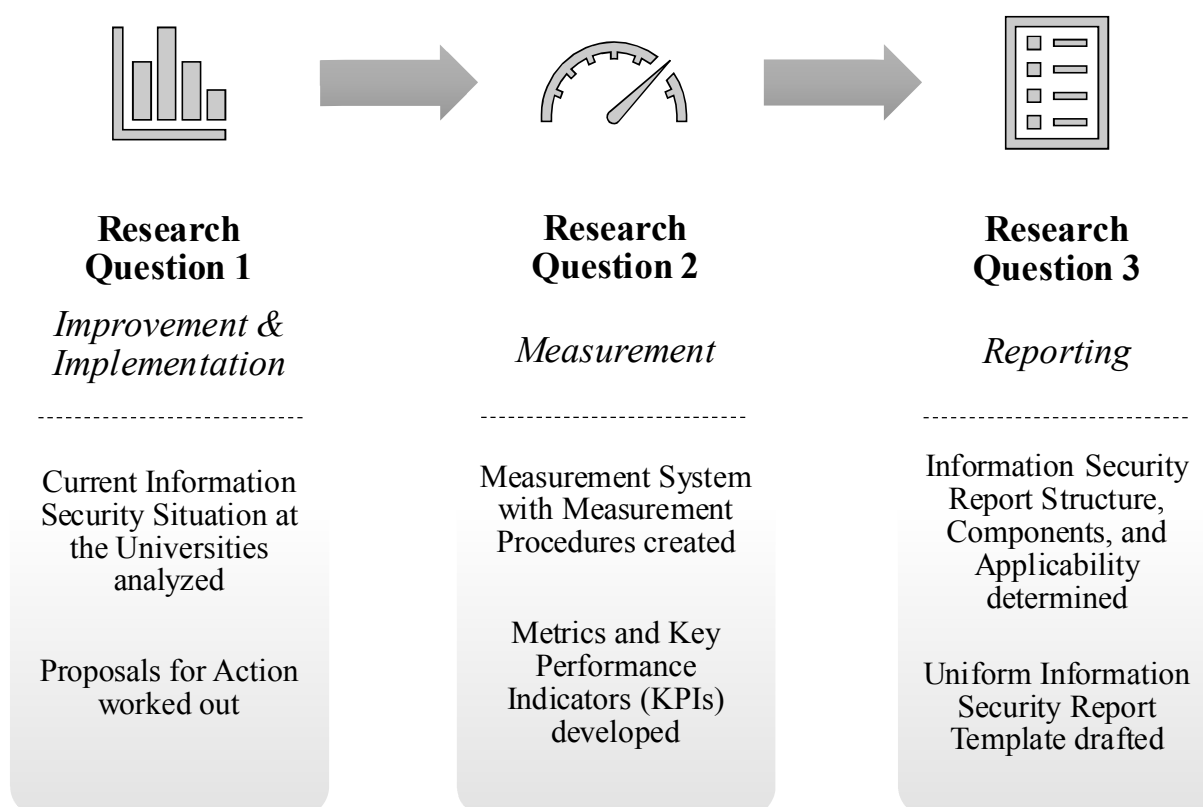 Research
Question 1
Improvement &
Implementation
Current Information
Security Situation at
the Universities
analyzed
Proposals for Action
worked out
Research
Question 2
Measurement
Measurement System
with Measurement
Procedures created
Metrics and Key
Performance
Indicators (KPIs)
developed
Research
Question 3
Reporting
Information Security
Report Structure,
Components, and
Applicability
determined
Uniform Information
Security Report
Template drafted